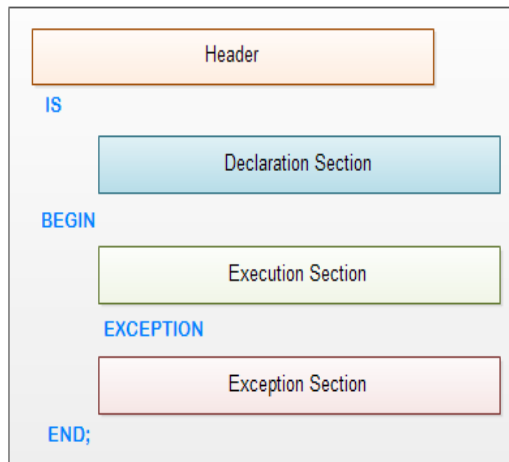 Header
IS
Declaration Section
BEGIN
Execution Section
EXCEPTION
Exception Section
END;